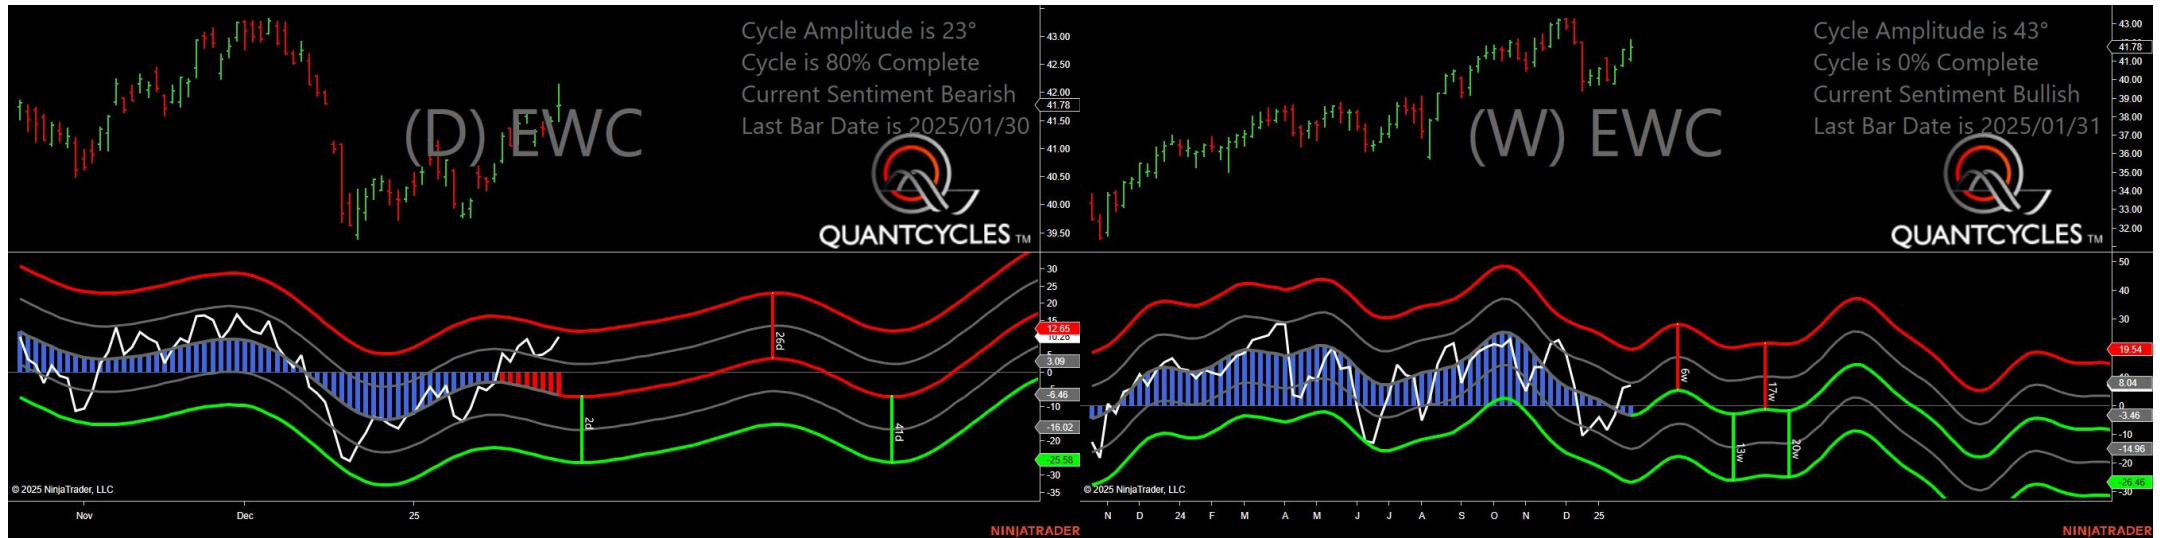 Cycle Amplitude is 23°
Cycle is 80% Complete
Current Sentiment Bearish
Last Bar Date is 2025/01/30
(D) EWC
QUANTCYCLES TM
43.00
42.50
42.00
41.78
41.50
41.00
40.50
40.00
39.50
30
25
20
15
12.65
10.26
5
3.09
0
-5
-6.46
-10
-16.02
-20
-25.58
-30
-35
26d
2d
41d
© 2025 NinjaTrader, LLC
Nov
Dec
25
NINJATRADER
Cycle Amplitude is 43°
Cycle is 0% Complete
Current Sentiment Bullish
Last Bar Date is 2025/01/31
(W) EWC
QUANTCYCLES TM
43.00
41.78
41.00
40.00
39.00
38.00
37.00
36.00
35.00
34.00
33.00
32.00
50
40
30
19.54
8.04
0
-3.46
-10
-14.96
-20
-26.46
-30
6w
17w
13w
20w
© 2025 NinjaTrader, LLC
N D 24 F M A M J J A S O N D 25
NINJATRADER